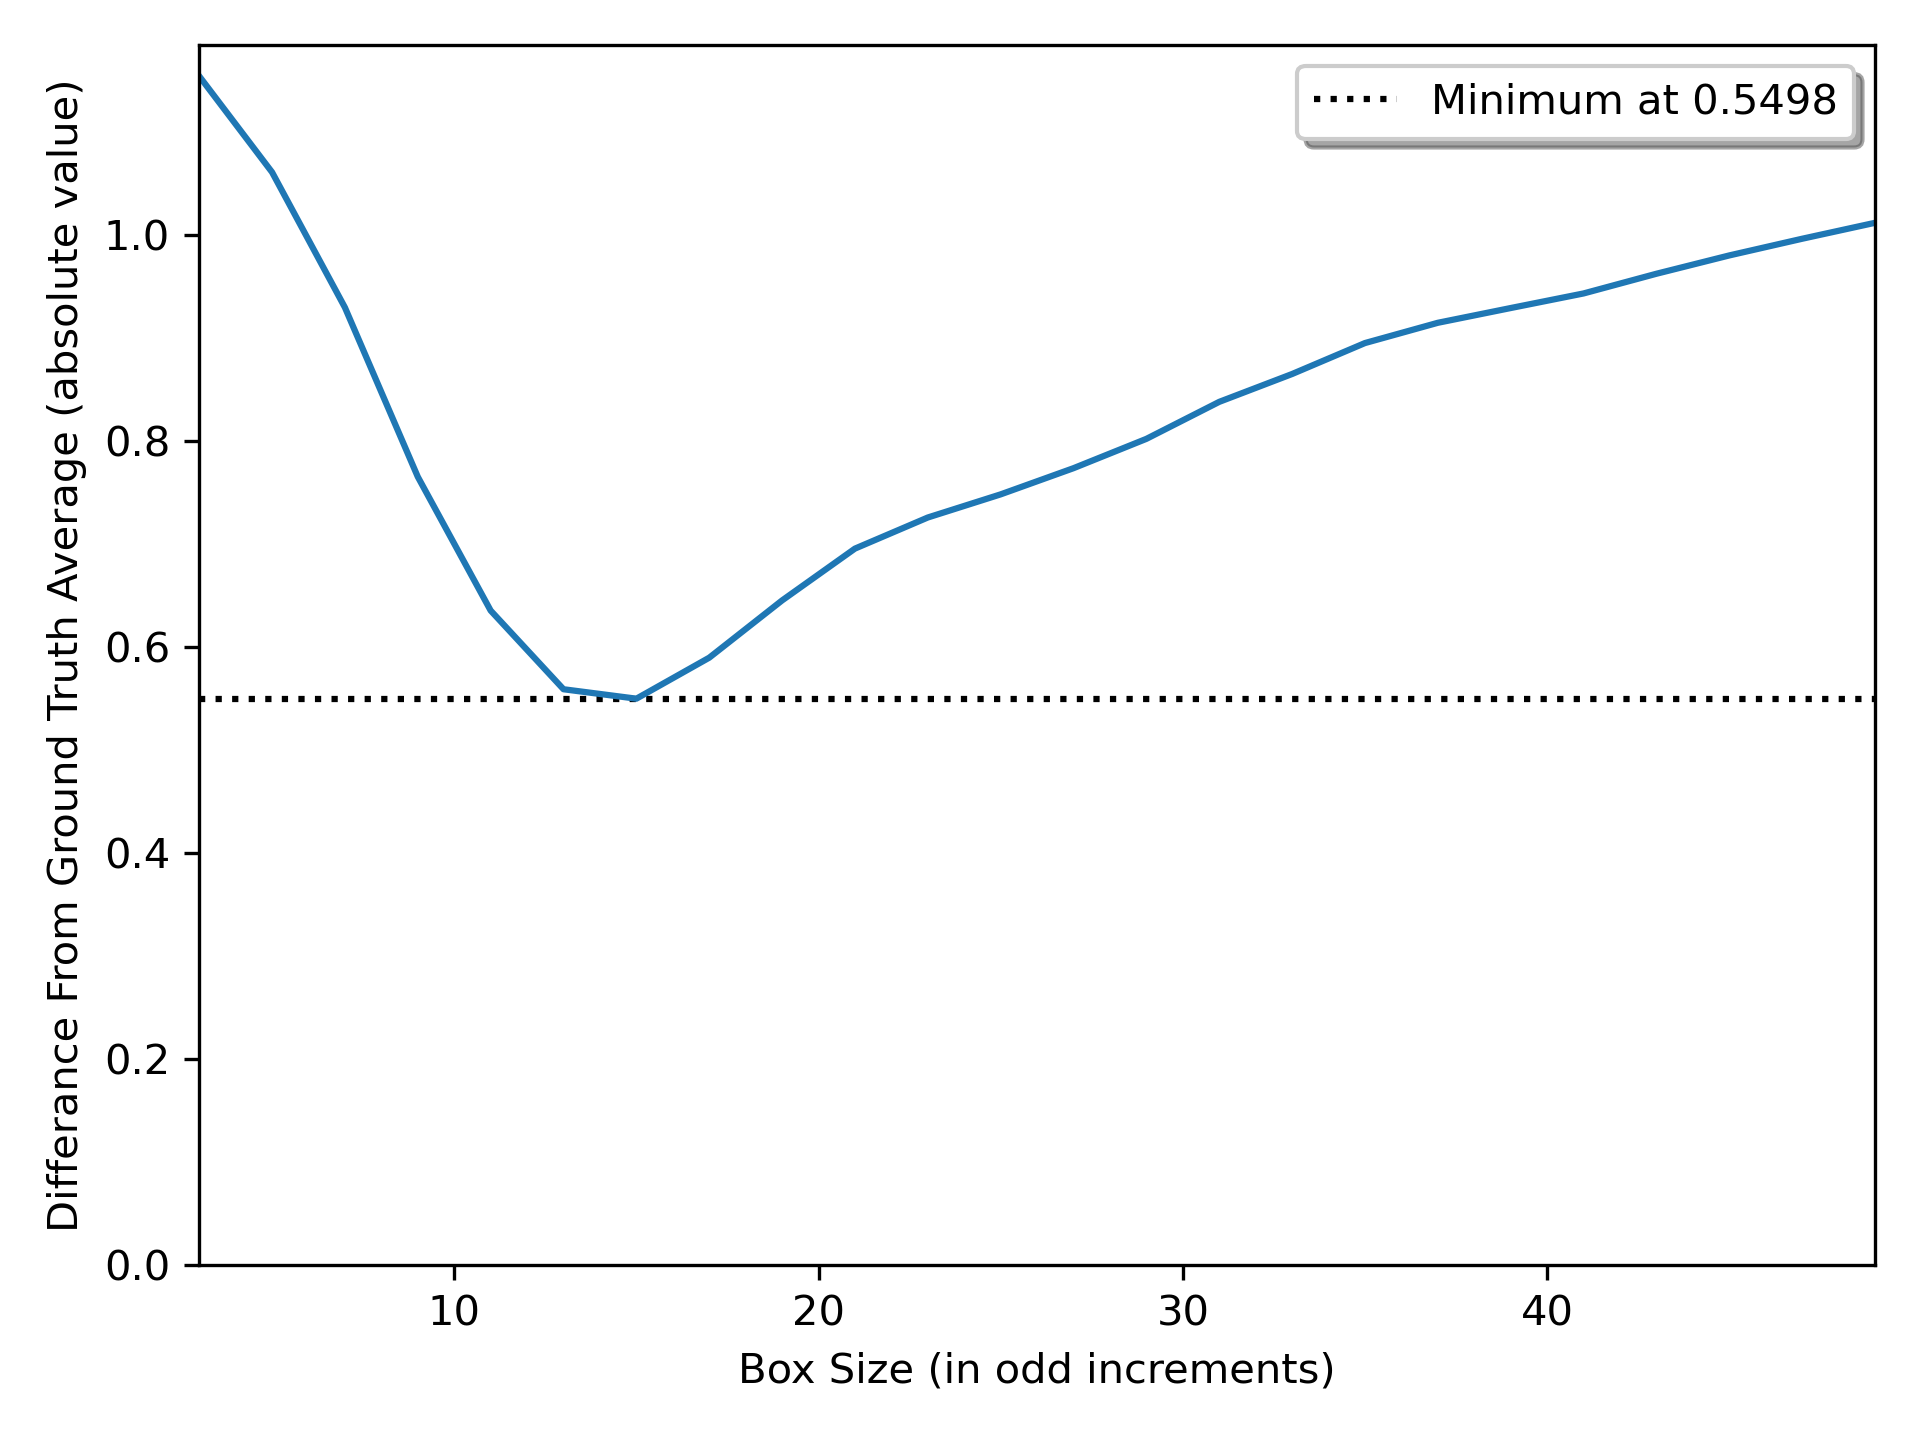 Minimum at 0.5498
Differance From Ground Truth Average (absolute value)
1.0
0.8
0.6
0.4
0.2
0.0
10 20 30 40
Box Size (in odd increments)